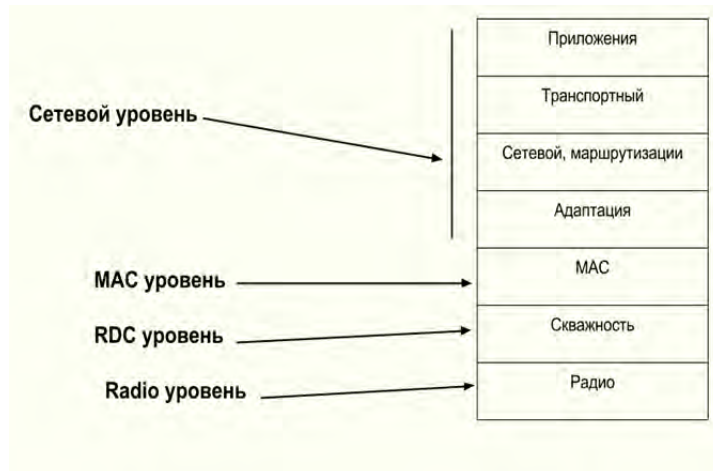 Приложения
Транспортный
Сетевой уровень
Сетевой, маршрутизации
Адаптация
MAC уровень
MAC
RDC уровень
Скважность
Radio уровень
Радио